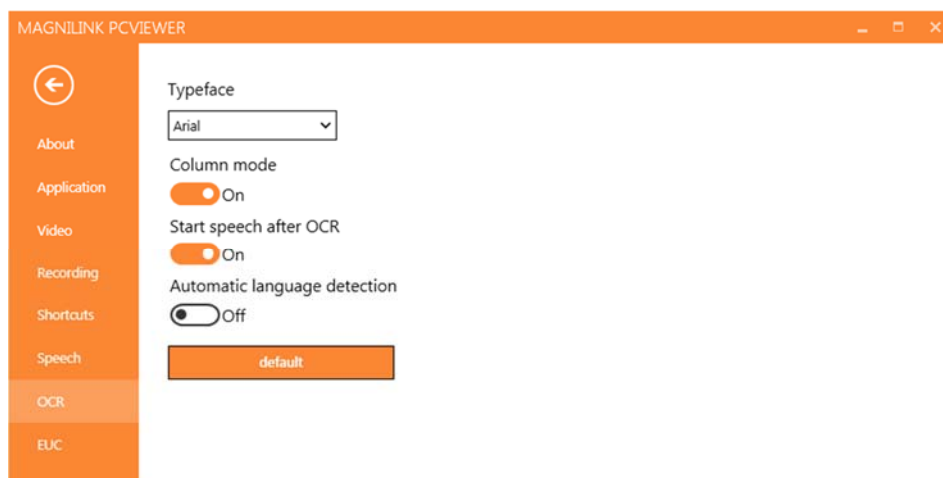 MAGNILINK PCVIEWER
About
Application
Video
Recording
Shortcuts
Speech
OCR
EUC
Typeface
Arial
Column mode
On
Start speech after OCR
On
Automatic language detection
Off
default